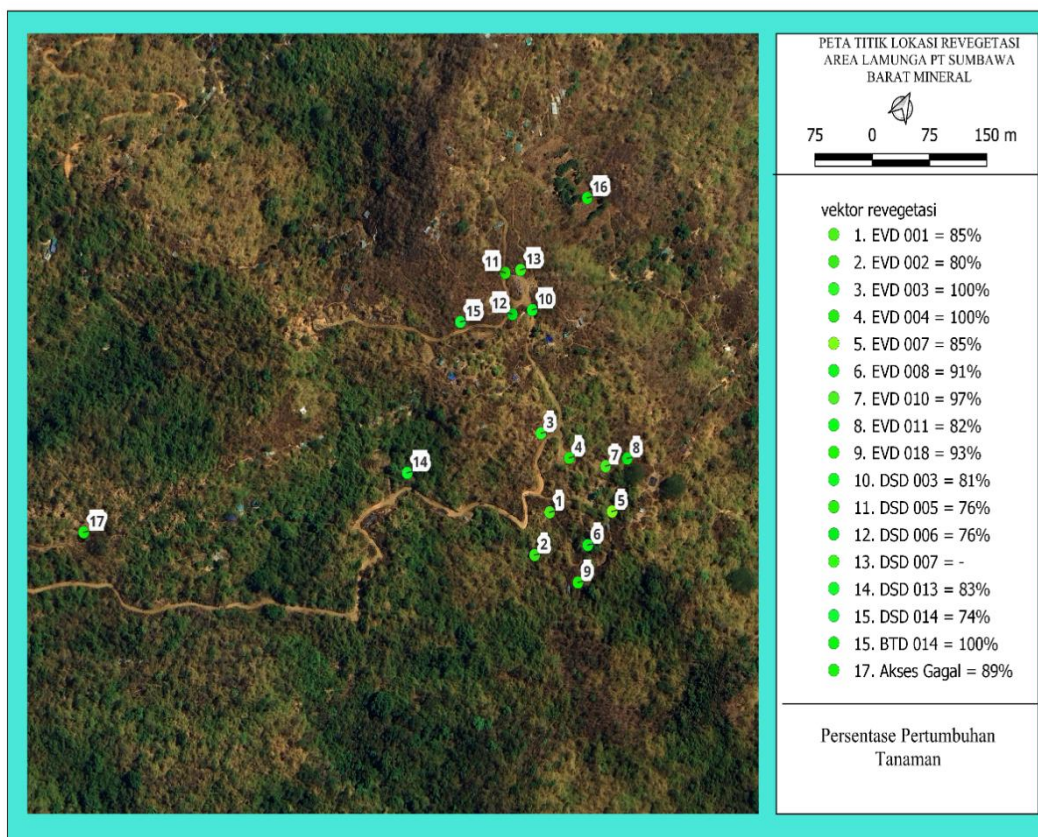 PETA TITIK LOKASI REVEGETASI
AREA LAMUNGA PT SUMBAWA
BARAT MINERAL
75 0 75 150 m
vektor revegetasi
1. EVD 001 = 85%
2. EVD 002 = 80%
3. EVD 003 = 100%
4. EVD 004 = 100%
5. EVD 007 = 85%
6. EVD 008 = 91%
7. EVD 010 = 97%
8. EVD 011 = 82%
9. EVD 018 = 93%
10. DSD 003 = 81%
11. DSD 005 = 76%
12. DSD 006 = 76%
13. DSD 007 = -
14. DSD 013 = 83%
15. DSD 014 = 74%
15. BTD 014 = 100%
17. Akses Gagal = 89%
Persentase Pertumbuhan
Tanaman
16
11 13
12 10
15
3
4 7 8
14
1 5
17
2 6
9